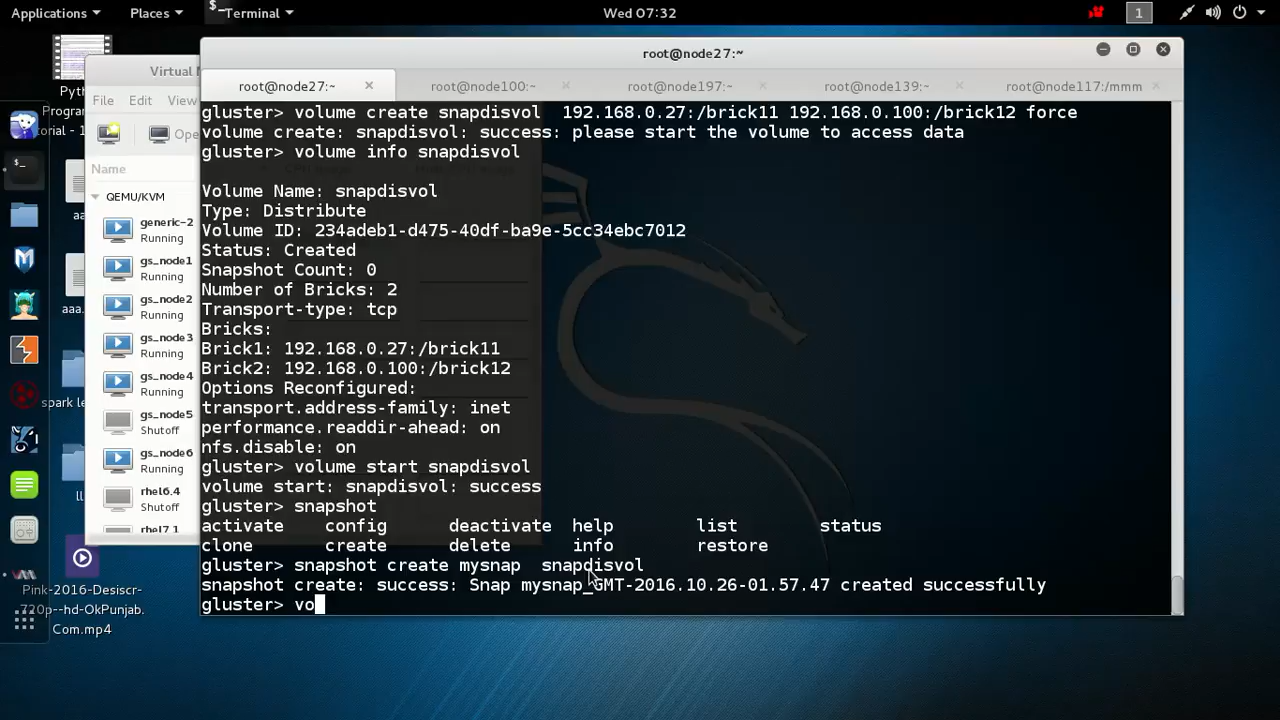 Applications Places Terminal Wed 07:32 1
root@node27:~
Virtual
root@node27:~ root@node100:~ root@node197:~ root@node139:~ root@node117:/mmm
File Edit View
Name
QEMU/KVM
generic-2
Running
gs_node1
Running
gs_node2
Running
gs_node3
Running
gs_node4
Running
gs_node5
Shutoff
gs_node6
Running
rhel6.4
Shutoff
rhel7.1
gluster> volume create snapdisvol  192.168.0.27:/brick11 192.168.0.100:/brick12 force
volume create: snapdisvol: success: please start the volume to access data
gluster> volume info snapdisvol
Volume Name: snapdisvol
Type: Distribute
Volume ID: 234adeb1-d475-40df-ba9e-5cc34ebc7012
Status: Created
Snapshot Count: 0
Number of Bricks: 2
Transport-type: tcp
Bricks:
Brick1: 192.168.0.27:/brick11
Brick2: 192.168.0.100:/brick12
Options Reconfigured:
transport.address-family: inet
performance.readdir-ahead: on
nfs.disable: on
gluster> volume start snapdisvol
volume start: snapdisvol: success
gluster> snapshot
activate config deactivate help list status
clone create delete info restore
gluster> snapshot create mysnap  snapdisvol
snapshot create: success: Snap mysnap_GMT-2016.10.26-01.57.47 created successfully
gluster> vo
Pink-2016-Desiscr-
720p--hd-OkPunjab.
Com.mp4